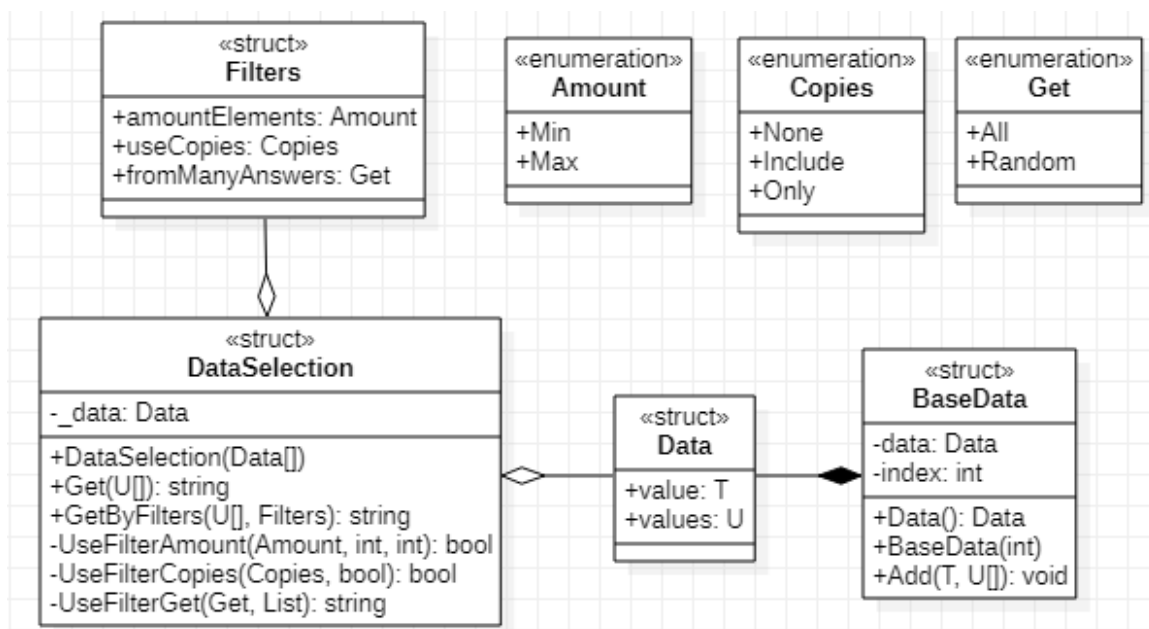 «struct»
Filters
+amountElements: Amount
+useCopies: Copies
+fromManyAnswers: Get
«enumeration»
Amount
+Min
+Max
«enumeration»
Copies
+None
+Include
+Only
«enumeration»
Get
+All
+Random
«struct»
DataSelection
-_data: Data
+DataSelection(Data[])
+Get(U[]): string
+GetByFilters(U[], Filters): string
-UseFilterAmount(Amount, int, int): bool
-UseFilterCopies(Copies, bool): bool
-UseFilterGet(Get, List): string
«struct»
Data
+value: T
+values: U
«struct»
BaseData
-data: Data
-index: int
+Data(): Data
+BaseData(int)
+Add(T, U[]): void